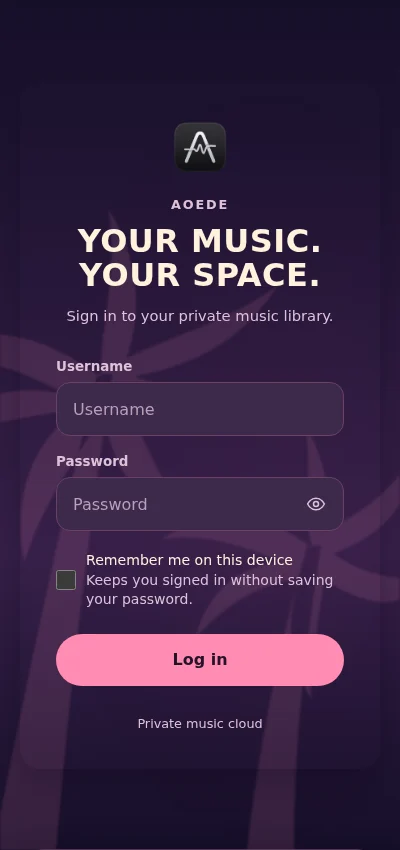 AOEDE
YOUR MUSIC.
YOUR SPACE.
Sign in to your private music library.
Username
Username
Password
Password
Remember me on this device
Keeps you signed in without saving
your password.
Log in
Private music cloud